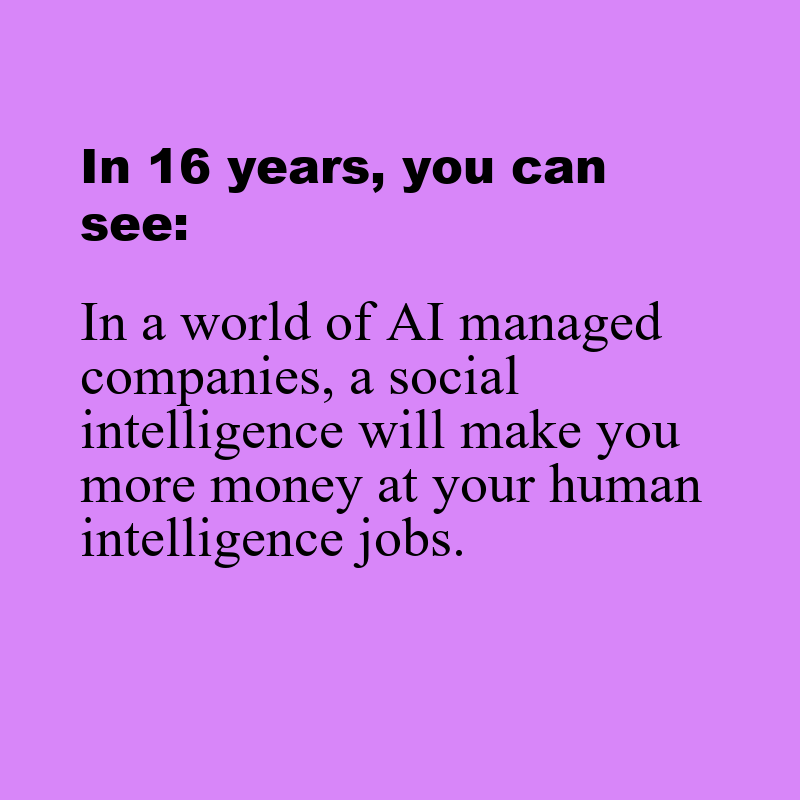 In 16 years, you can
see:
In a world of AI managed
companies, a social
intelligence will make you
more money at your human
intelligence jobs.